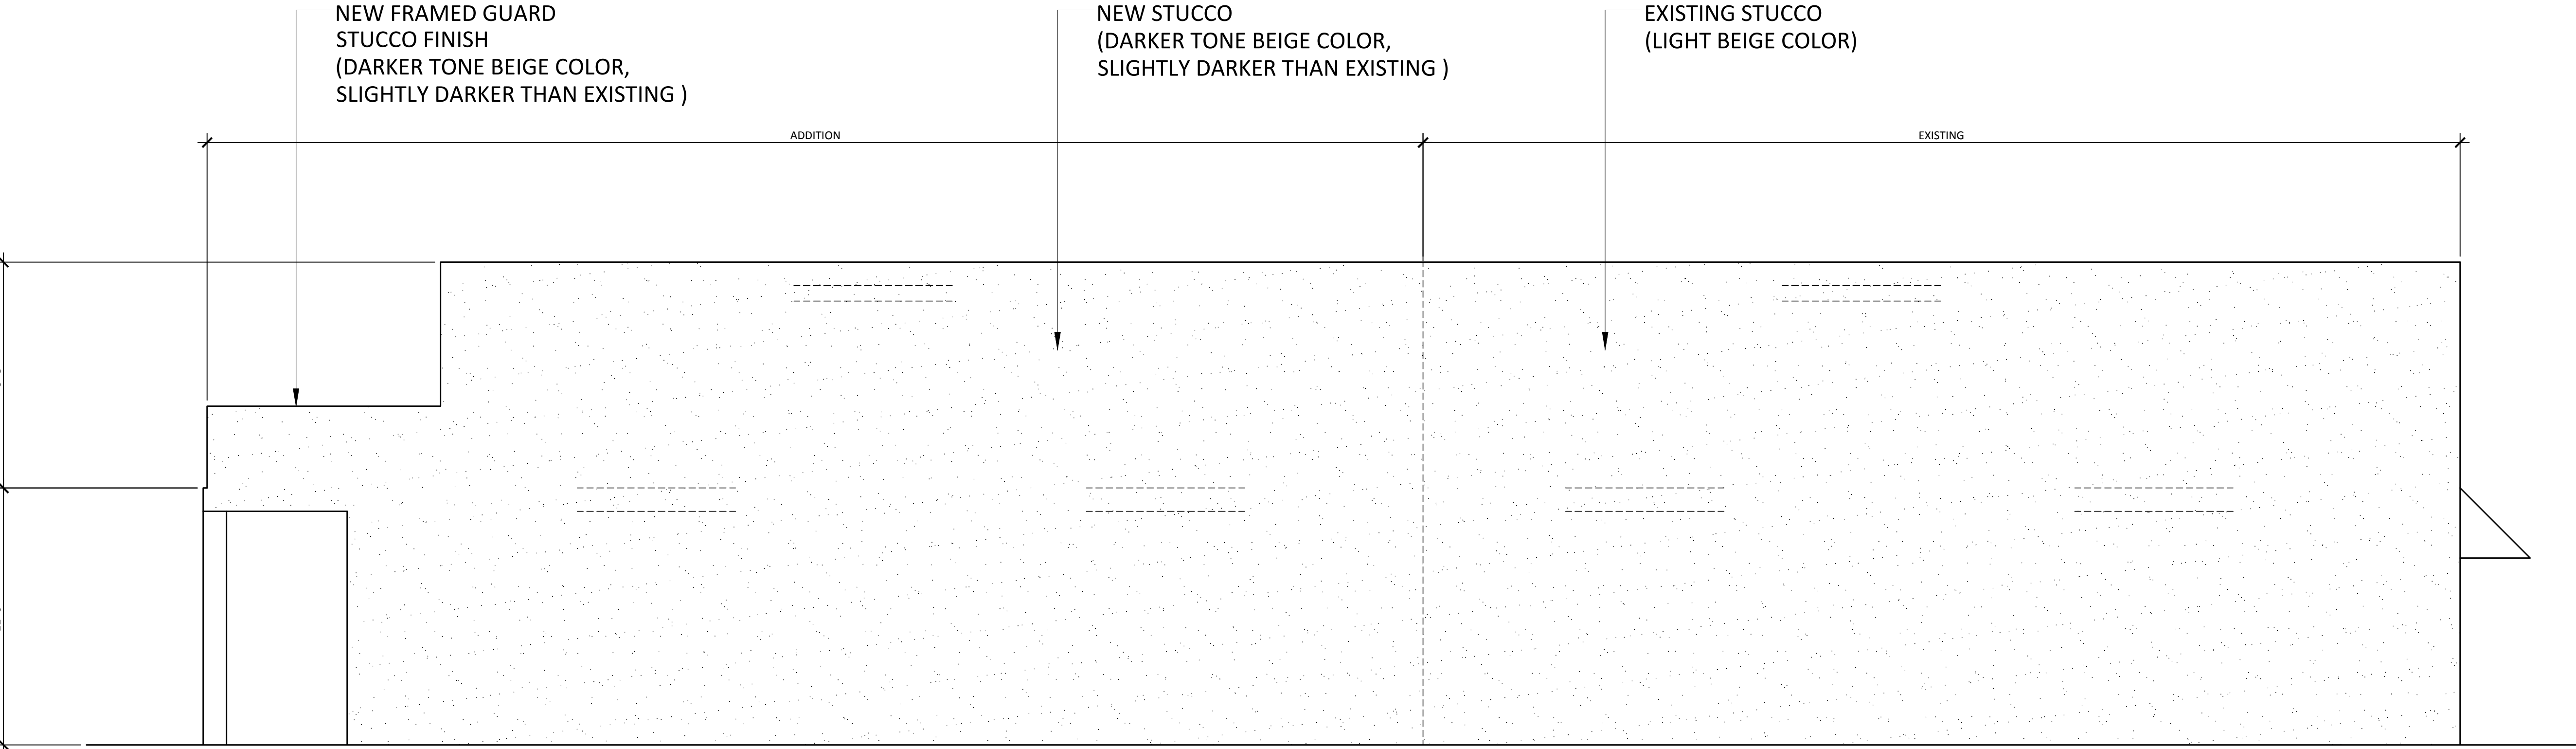 NEW FRAMED GUARD
STUCCO FINISH
(DARKER TONE BEIGE COLOR,
SLIGHTLY DARKER THAN EXISTING )
NEW STUCCO
(DARKER TONE BEIGE COLOR,
SLIGHTLY DARKER THAN EXISTING )
EXISTING STUCCO
(LIGHT BEIGE COLOR)
ADDITION
EXISTING